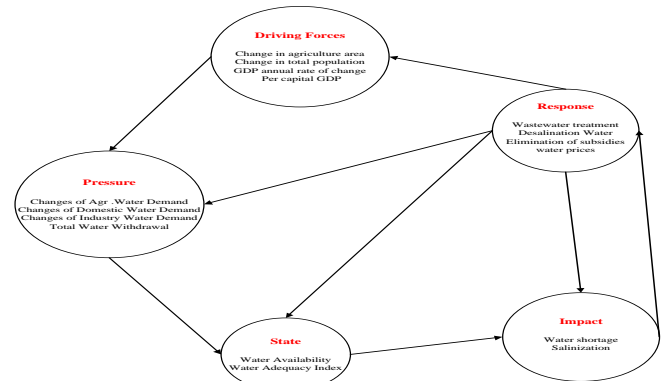 Driving Forces
Change in agriculture area
Change in total population
GDP annual rate of change
Per capital GDP
Response
Wastewater treatment
Desalination Water
Elimination of subsidies
water prices
Pressure
Changes of Agr .Water Demand
Changes of Domestic Water Demand
Changes of Industry Water Demand
Total Water Withdrawal
State
Water Availability
Water Adequacy Index
Impact
Water shortage
Salinization